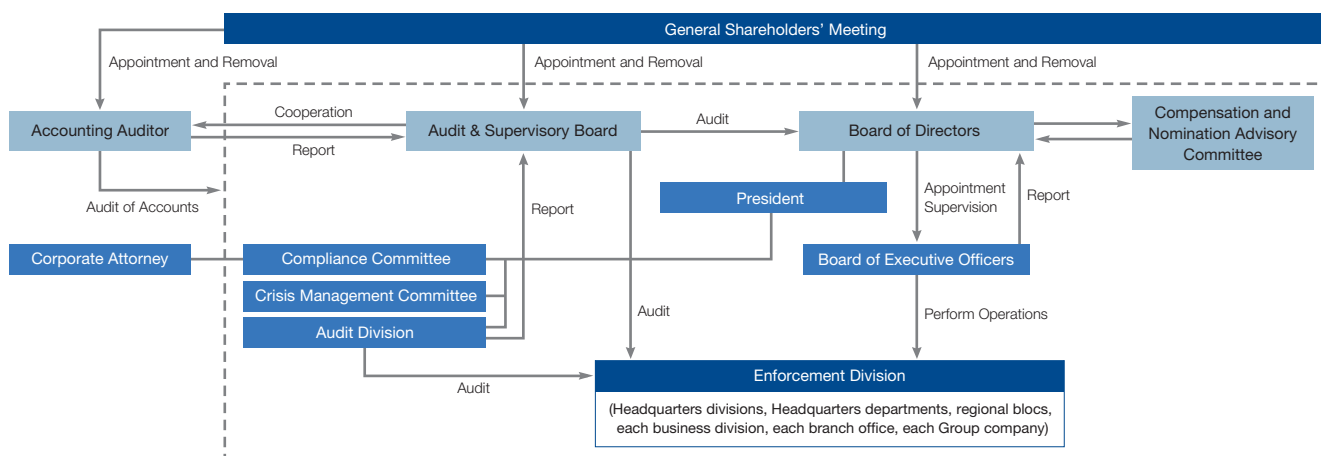 General Shareholders' Meeting
Appointment and Removal
Appointment and Removal
Appointment and Removal
Accounting Auditor
Cooperation
Report
Audit & Supervisory Board
Audit
Board of Directors
Compensation and
Nomination Advisory
Committee
Audit of Accounts
President
Report
Appointment
Supervision
Report
Corporate Attorney
Compliance Committee
Board of Executive Officers
Crisis Management Committee
Audit Division
Audit
Perform Operations
Audit
Enforcement Division
(Headquarters divisions, Headquarters departments, regional blocs,
each business division, each branch office, each Group company)